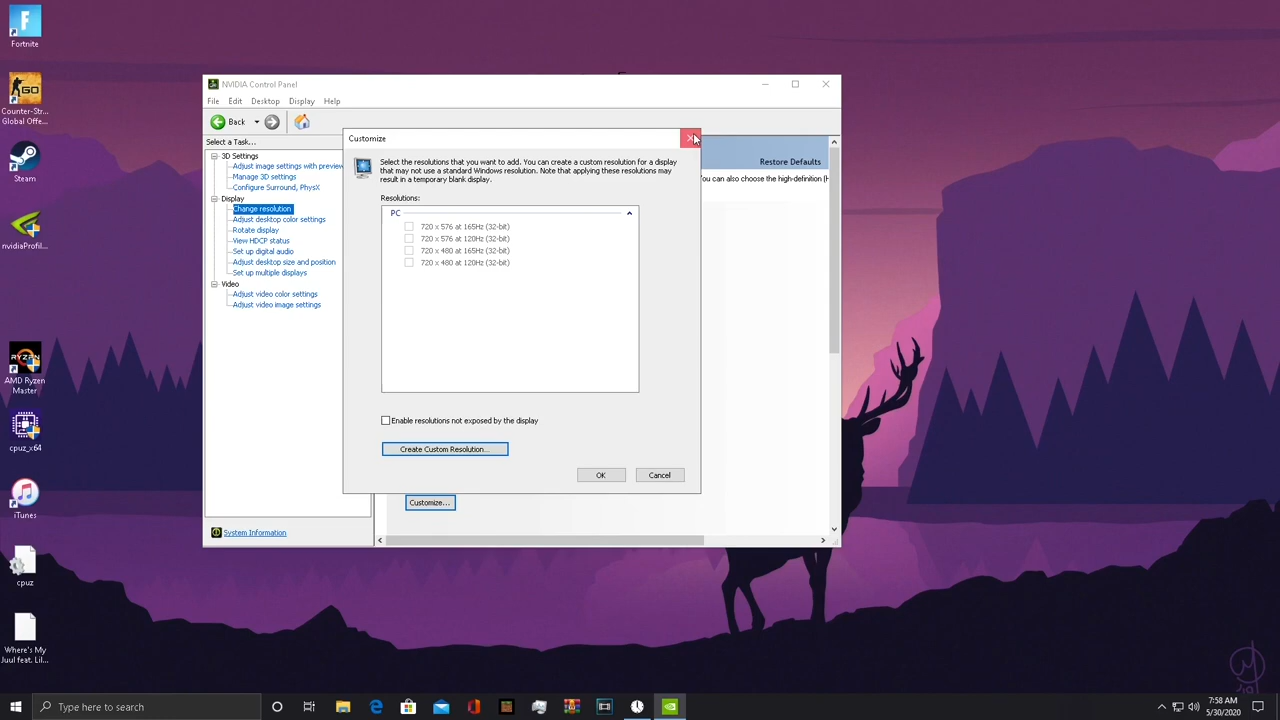 Fortnite
Counter-Str...
Global Offe...
Steam
nvidiaProfil...
AMD Ryzen
Master
cpuz_x64
iTunes
cpuz
Where's My
Juul feat. Lil...
NVIDIA Control Panel
File Edit Desktop Display Help
Back
Select a Task...
3D Settings
Adjust image settings with preview
Manage 3D settings
Configure Surround, PhysX
Display
Change resolution
Adjust desktop color settings
Rotate display
View HDCP status
Set up digital audio
Adjust desktop size and position
Set up multiple displays
Video
Adjust video color settings
Adjust video image settings
System Information
Restore Defaults
You can also choose the high-definition (H
Customize
Select the resolutions that you want to add. You can create a custom resolution for a display
that may not use a standard Windows resolution. Note that applying these resolutions may
result in a temporary blank display.
Resolutions:
PC
720 x 576 at 165Hz (32-bit)
720 x 576 at 120Hz (32-bit)
720 x 480 at 165Hz (32-bit)
720 x 480 at 120Hz (32-bit)
Enable resolutions not exposed by the display
Create Custom Resolution...
OK Cancel
Customize...
Type here to search
7:58 AM
5/30/2020